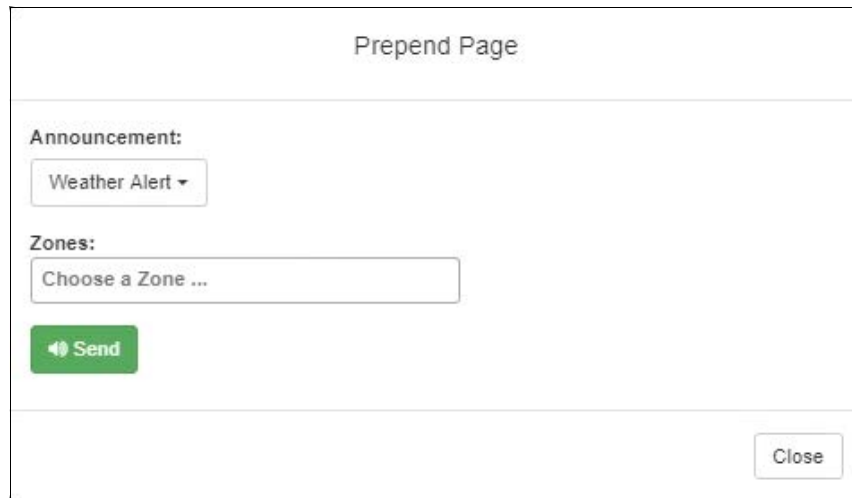 Prepend Page
Announcement:
Weather Alert
Zones:
Choose a Zone ...
Send
Close